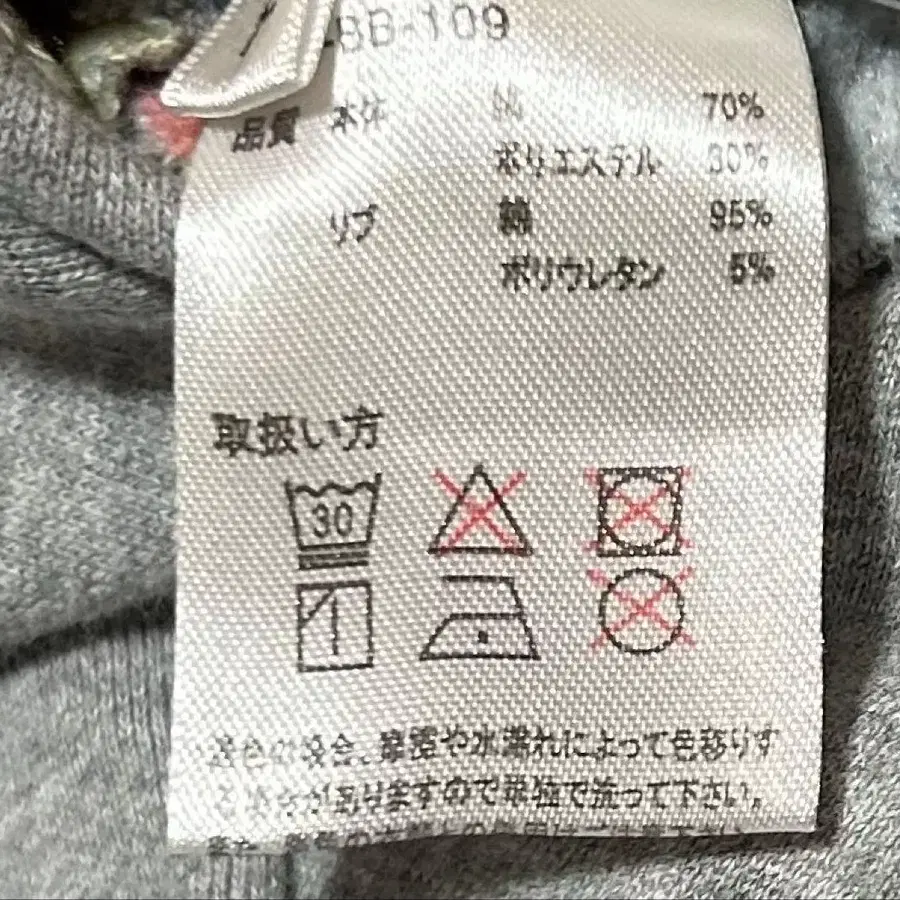 BB-109
品質 本体 綿 70%
ポリエステル 30%
リブ 綿 95%
ポリウレタン 5%
取扱い方
30
濃色の場合、摩擦や水濡れによって色移りす
る場合がありますので単独で洗って下さい。